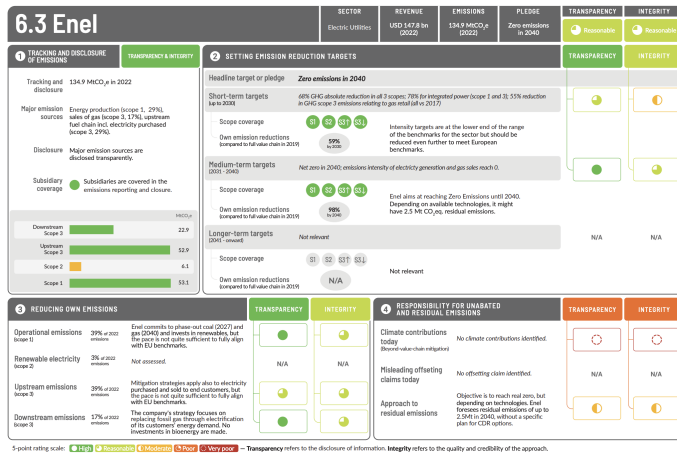 6.3 Enel
SECTOR
Electric Utilities
REVENUE
USD 147.8 bn
(2022)
EMISSIONS
134.9 MtCO2e
(2022)
PLEDGE
Zero emissions
in 2040
TRANSPARENCY
Reasonable
INTEGRITY
Reasonable
1 TRACKING AND DISCLOSURE
OF EMISSIONS
TRANSPARENCY & INTEGRITY
Tracking and
disclosure
134.9 MtCO2e in 2022
Major emission
sources
Energy production (scope 1, 29%),
sales of gas (scope 3, 17%), upstream
fuel chain incl. electricity purchased
(scope 3, 29%).
Disclosure
Major emission sources are
disclosed transparently.
Subsidiary
coverage
Subsidiaries are covered in the
emissions reporting and closure.
MtCO2e
Downstream
Scope 3
22.9
Upstream
Scope 3
52.9
Scope 2
6.1
Scope 1
53.1
2 SETTING EMISSION REDUCTION TARGETS
TRANSPARENCY
INTEGRITY
Headline target or pledge
Zero emissions in 2040
Short-term targets
(up to 2030)
68% GHG absolute reduction in all 3 scopes; 78% for integrated power (scope 1 and 3); 55% reduction
in GHG scope 3 emissions relating to gas retail (all vs 2017)
Scope coverage
S1 S2 S3↑ S3↓
Own emission reductions
(compared to full value chain in 2019)
59%
by 2030
Intensity targets are at the lower end of the range
of the benchmarks for the sector but should be
reduced even further to meet European
benchmarks.
Medium-term targets
(2031 - 2040)
Net zero in 2040; emissions intensity of electricity generation and gas sales reach 0.
Scope coverage
S1 S2 S3↑ S3↓
Own emission reductions
(compared to full value chain in 2019)
98%
by 2040
Enel aims at reaching Zero Emissions until 2040.
Depending on available technologies, it might
have 2.5 Mt CO2eq, residual emissions.
Longer-term targets
(2041 - onward)
Not relevant
N/A
N/A
Scope coverage
S1 S2 S3↑ S3↓
Own emission reductions
(compared to full value chain in 2019)
N/A
Not relevant
3 REDUCING OWN EMISSIONS
TRANSPARENCY
INTEGRITY
Operational emissions
(scope 1)
39% of 2022
emissions
Enel commits to phase-out coal (2027) and
gas (2040) and invest in renewables, but
the pace is not quite sufficient to fully align
with EU benchmarks.
Renewable electricity
(scope 2)
3% of 2022
emissions
Not assessed.
N/A
N/A
Upstream emissions
(scope 3)
39% of 2022
emissions
Mitigation strategies apply also to electricity
purchased and sold to end customers, but
the pace is not quite sufficient to fully align
with EU benchmarks.
Downstream emissions
(scope 3)
17% of 2022
emissions
The company's strategy focuses on
replacing fossil gas through electrification
of its customers' energy demand. No
investments in bioenergy are made.
4 RESPONSIBILITY FOR UNABATED
AND RESIDUAL EMISSIONS
TRANSPARENCY
INTEGRITY
Climate contributions
today
(Beyond-value-chain mitigation)
No climate contributions identified.
Misleading offsetting
claims today
No offsetting claim identified.
N/A
N/A
Approach to
residual emissions
Objective is to reach real zero, but
depending on technologies. Enel
foresees residual emissions of up to
2.5Mt in 2040, without a specific
plan for CDR options.
5-point rating scale: High Reasonable Moderate Poor Very poor — Transparency refers to the disclosure of information. Integrity refers to the quality and credibility of the approach.